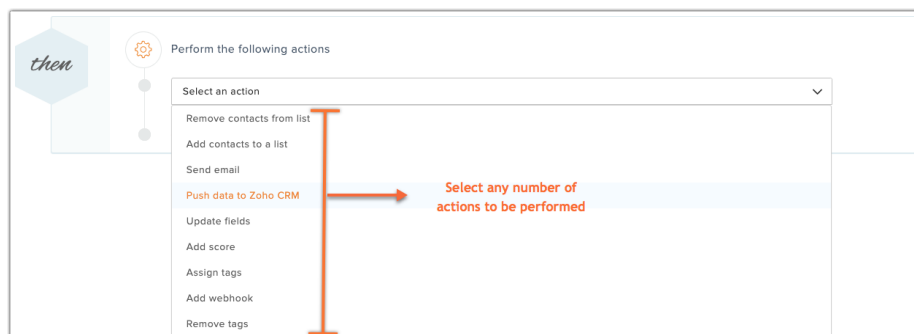 then
Perform the following actions
Select an action
Remove contacts from list
Add contacts to a list
Send email
Push data to Zoho CRM
Select any number of
actions to be performed
Update fields
Add score
Assign tags
Add webhook
Remove tags